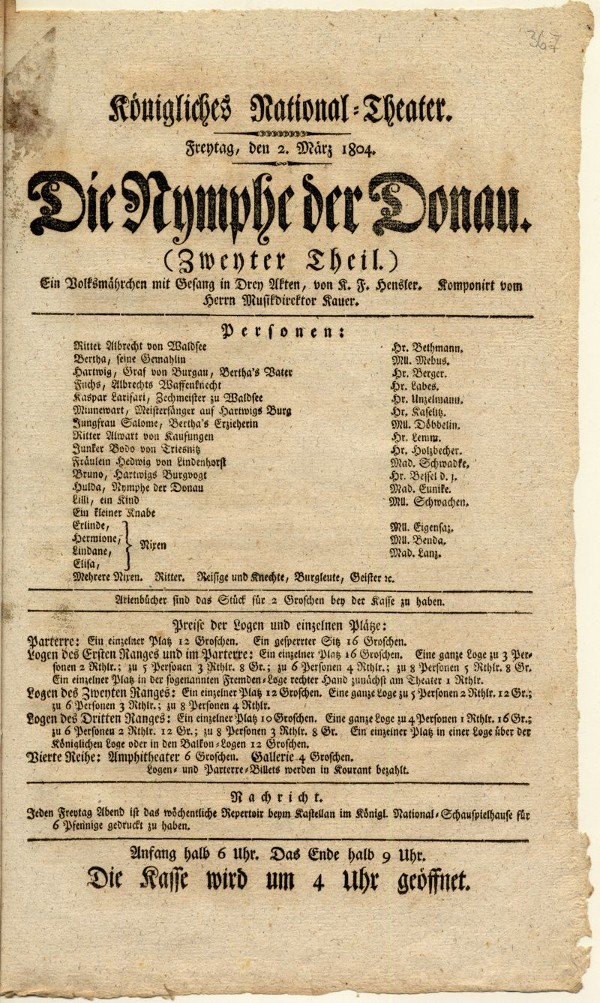 367
Königliches National-Theater.
Freytag, den 2. März 1804.
Die Nymphe der Donau.
(Zweyter Theil.)
Ein Volksmährchen mit Gesang in Drey Akten, von K. F. Hensler. Komponirt vom
Herrn Musikdirektor Kauer.
Personen:
Ritter Albrecht von Waldsee Hr. Bethmann.
Bertha, seine Gemahlin Mll. Mebus.
Hartwig, Graf von Burgau, Bertha's Vater Hr. Berger.
Fuchs, Albrechts Waffenknecht Hr. Labes.
Kaspar Larifari, Zechmeister zu Waldsee Hr. Unzelmann.
Minnewart, Meistersänger auf Hartwigs Burg Hr. Kaselitz.
Jungfrau Salome, Bertha's Erzieherin Mll. Döbbelin.
Ritter Alwart von Kaufungen Hr. Lemm.
Junker Bodo von Triesnitz Hr. Holzbecher.
Fräulein Hedwig von Lindenhorst Mad. Schwadke.
Bruno, Hartwigs Burgvogt Hr. Bessel d. j.
Hulda, Nymphe der Donau Mad. Eunike.
Lilli, ein Kind Mll. Schwachen.
Ein kleiner Knabe
Erlinde, Mll. Eigensaz.
Hermione, Mll. Benda.
Nixen
Lindane, Mad. Lanz.
Elisa,
Mehrere Nixen. Ritter. Reisige und Knechte, Burgleute, Geister ꝛc.
Arienbücher sind das Stück für 2 Groschen bey der Kasse zu haben.
Preise der Logen und einzelnen Plätze:
Parterre: Ein einzelner Platz 12 Groschen. Ein gesperrter Sitz 16 Groschen.
Logen des Ersten Ranges und im Parterre: Ein einzelner Platz 16 Groschen. Eine ganze Loge zu 3 Per-
sonen 2 Rthlr.; zu 5 Personen 3 Rthlr. 8 Gr.; zu 6 Personen 4 Rthlr.; zu 8 Personen 5 Rthlr. 8 Gr.
Ein einzelner Platz in der sogenannten Fremden-Loge rechter Hand zunächst am Theater 1 Rthlr.
Logen des Zweyten Ranges: Ein einzelner Platz 12 Groschen. Eine ganze Loge zu 5 Personen 2 Rthlr. 12 Gr.;
zu 6 Personen 3 Rthlr.; zu 8 Personen 4 Rthlr.
Logen des Dritten Ranges: Ein einzelner Platz 10 Groschen. Eine ganze Loge zu 4 Personen 1 Rthlr. 16 Gr.;
zu 6 Personen 2 Rthlr. 12 Gr.; zu 8 Personen 3 Rthlr. 8 Gr. Ein einzelner Platz in einer Loge über der
Königlichen Loge oder in den Balkon-Logen 12 Groschen.
Vierte Reihe: Amphitheater 6 Groschen. Gallerie 4 Groschen.
Logen- und Parterre-Billets werden in Kourant bezahlt.
Nachricht.
Jeden Freytag Abend ist das wöchentliche Repertoir beym Kastellan im Königl. National-Schauspielhause für
6 Pfennige gedruckt zu haben.
Anfang halb 6 Uhr. Das Ende halb 9 Uhr.
Die Kasse wird um 4 Uhr geöffnet.